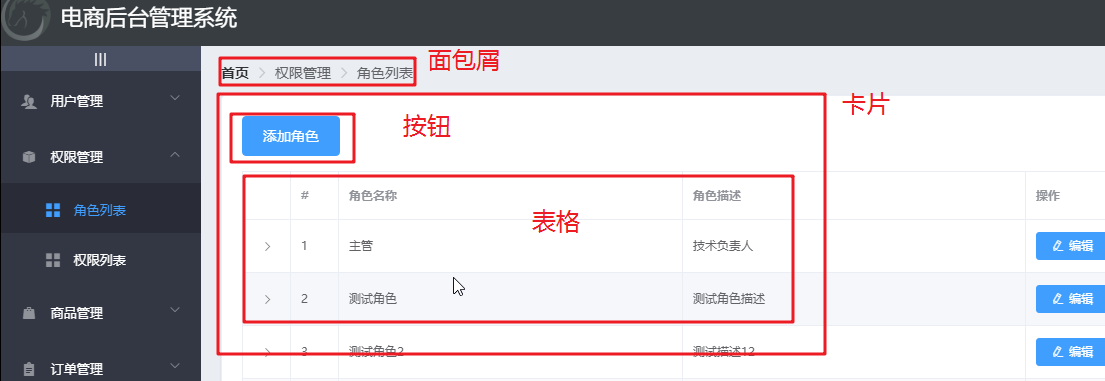 电商后台管理系统
|||
首页 > 权限管理 > 角色列表
面包屑
用户管理
卡片
添加角色
按钮
权限管理
# 角色名称 角色描述 操作
角色列表
表格
1 主管 技术负责人 编辑
权限列表
2 测试角色 测试角色描述 编辑
商品管理
3 测试角色2 测试描述12 编辑
订单管理